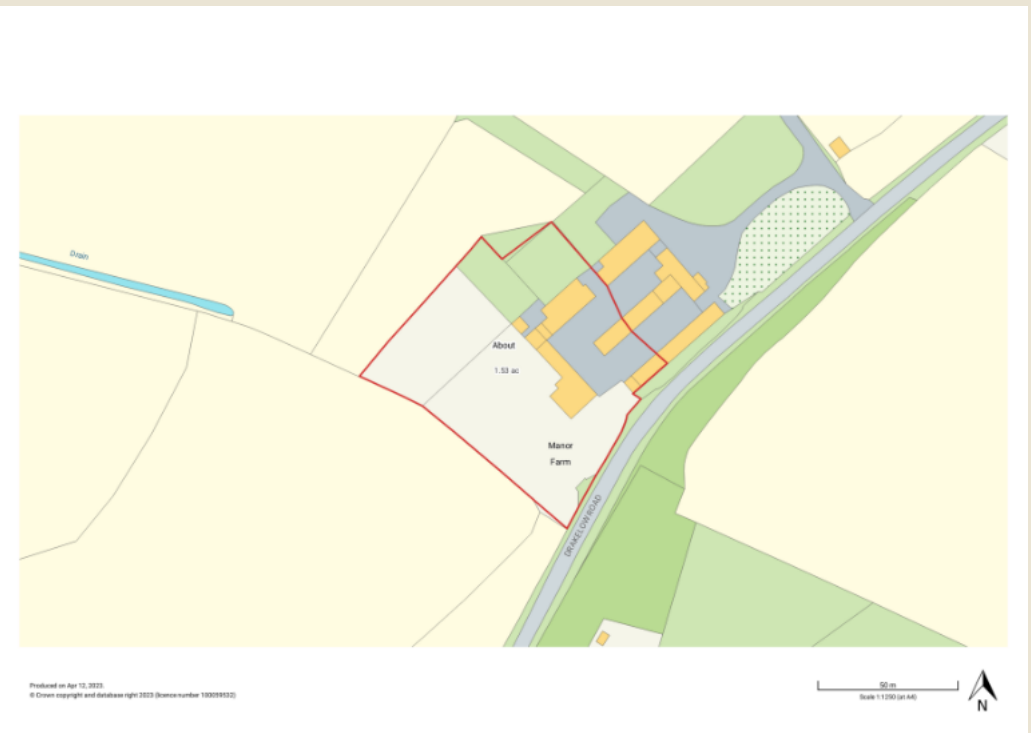 Drain
About
1.53 ac
Manor
Farm
DRAKELOW ROAD
Produced on Apr 12, 2023.
© Crown copyright and database right 2023 (licence number 100059532)
50 m
Scale 1:1250 (at A4)
N